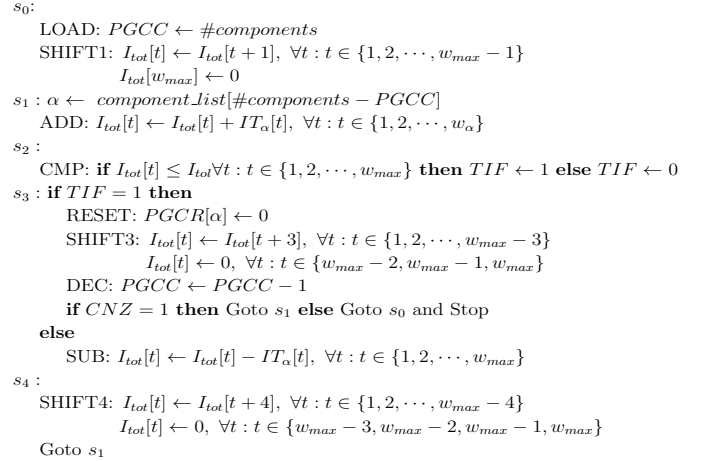 s₀:
LOAD: PGCC ← #components
SHIFT1: I_tot[t] ← I_tot[t + 1], ∀t : t ∈ {1, 2, ⋯ , w_max − 1}
I_tot[w_max] ← 0
s₁ : α ← component_list[#components − PGCC]
ADD: I_tot[t] ← I_tot[t] + IT_α[t], ∀t : t ∈ {1, 2, ⋯ , w_α}
s₂ :
CMP: if I_tot[t] ≤ I_tol∀t : t ∈ {1, 2, ⋯ , w_max} then TIF ← 1 else TIF ← 0
s₃ : if TIF = 1 then
RESET: PGCR[α] ← 0
SHIFT3: I_tot[t] ← I_tot[t + 3], ∀t : t ∈ {1, 2, ⋯ , w_max − 3}
I_tot[t] ← 0, ∀t : t ∈ {w_max − 2, w_max − 1, w_max}
DEC: PGCC ← PGCC − 1
if CNZ = 1 then Goto s₁ else Goto s₀ and Stop
else
SUB: I_tot[t] ← I_tot[t] − IT_α[t], ∀t : t ∈ {1, 2, ⋯ , w_max}
s₄ :
SHIFT4: I_tot[t] ← I_tot[t + 4], ∀t : t ∈ {1, 2, ⋯ , w_max − 4}
I_tot[t] ← 0, ∀t : t ∈ {w_max − 3, w_max − 2, w_max − 1, w_max}
Goto s₁